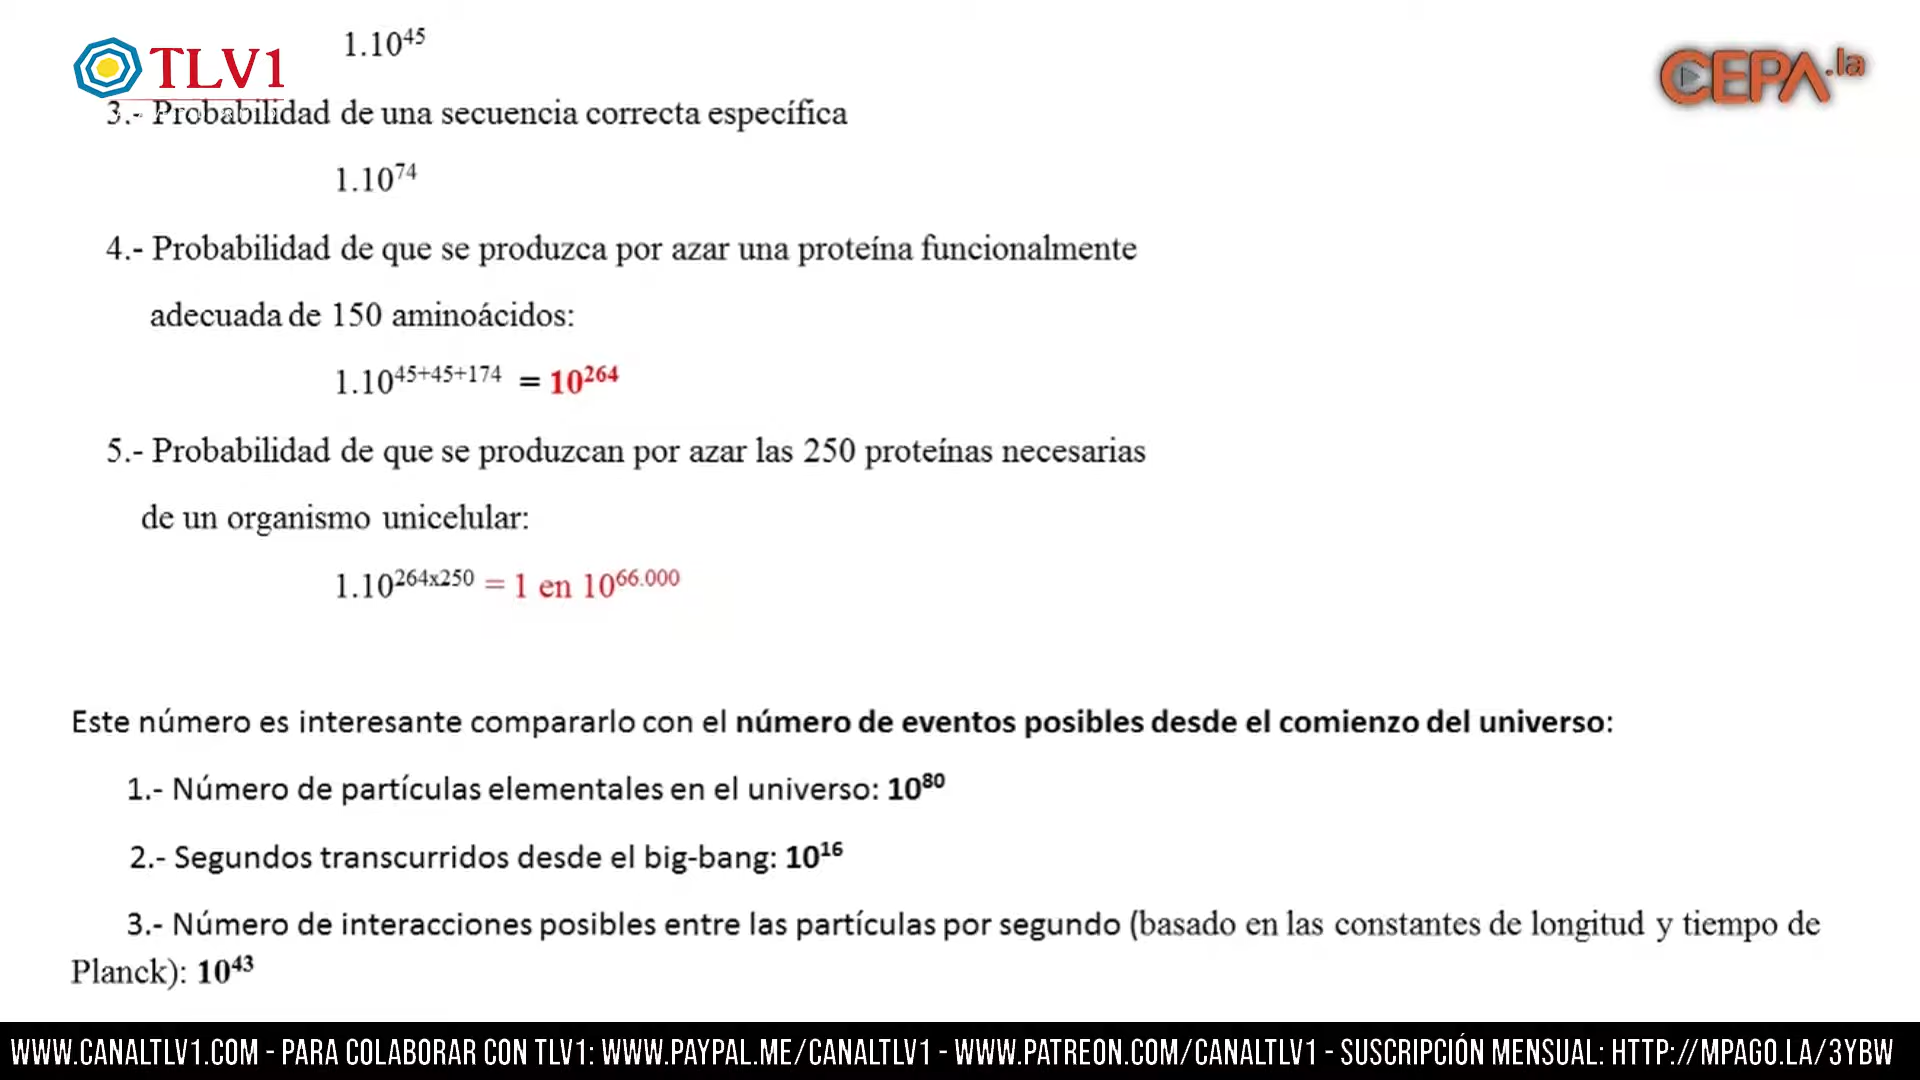 1.10⁴⁵
TLV1
CEPA.la
3.- Probabilidad de una secuencia correcta específica
1.10⁷⁴
4.- Probabilidad de que se produzca por azar una proteína funcionalmente
adecuada de 150 aminoácidos:
1.10⁴⁵⁺⁴⁵⁺¹⁷⁴ = 10²⁶⁴
5.- Probabilidad de que se produzcan por azar las 250 proteínas necesarias
de un organismo unicelular:
1.10²⁶⁴ˣ²⁵⁰ = 1 en 10⁶⁶·⁰⁰⁰
Este número es interesante compararlo con el número de eventos posibles desde el comienzo del universo:
1.- Número de partículas elementales en el universo: 10⁸⁰
2.- Segundos transcurridos desde el big-bang: 10¹⁶
3.- Número de interacciones posibles entre las partículas por segundo (basado en las constantes de longitud y tiempo de
Planck): 10⁴³
WWW.CANALTLV1.COM - PARA COLABORAR CON TLV1: WWW.PAYPAL.ME/CANALTLV1 - WWW.PATREON.COM/CANALTLV1 - SUSCRIPCIÓN MENSUAL: HTTP://MPAGO.LA/3YBW